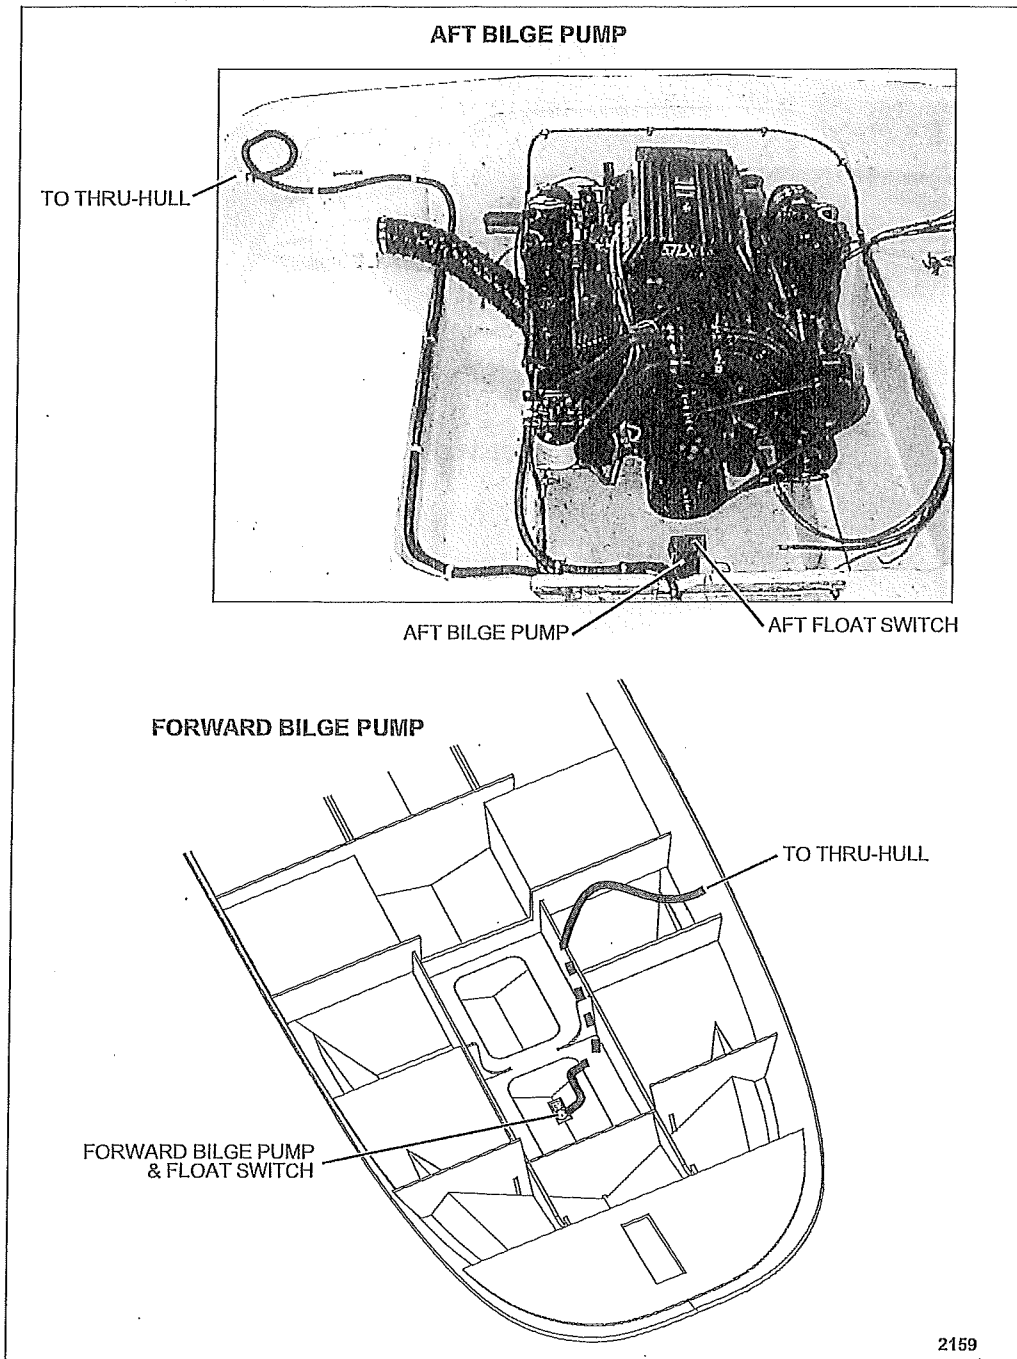 AFT BILGE PUMP
TO THRU-HULL
AFT BILGE PUMP
AFT FLOAT SWITCH
FORWARD BILGE PUMP
TO THRU-HULL
FORWARD BILGE PUMP
& FLOAT SWITCH
2159